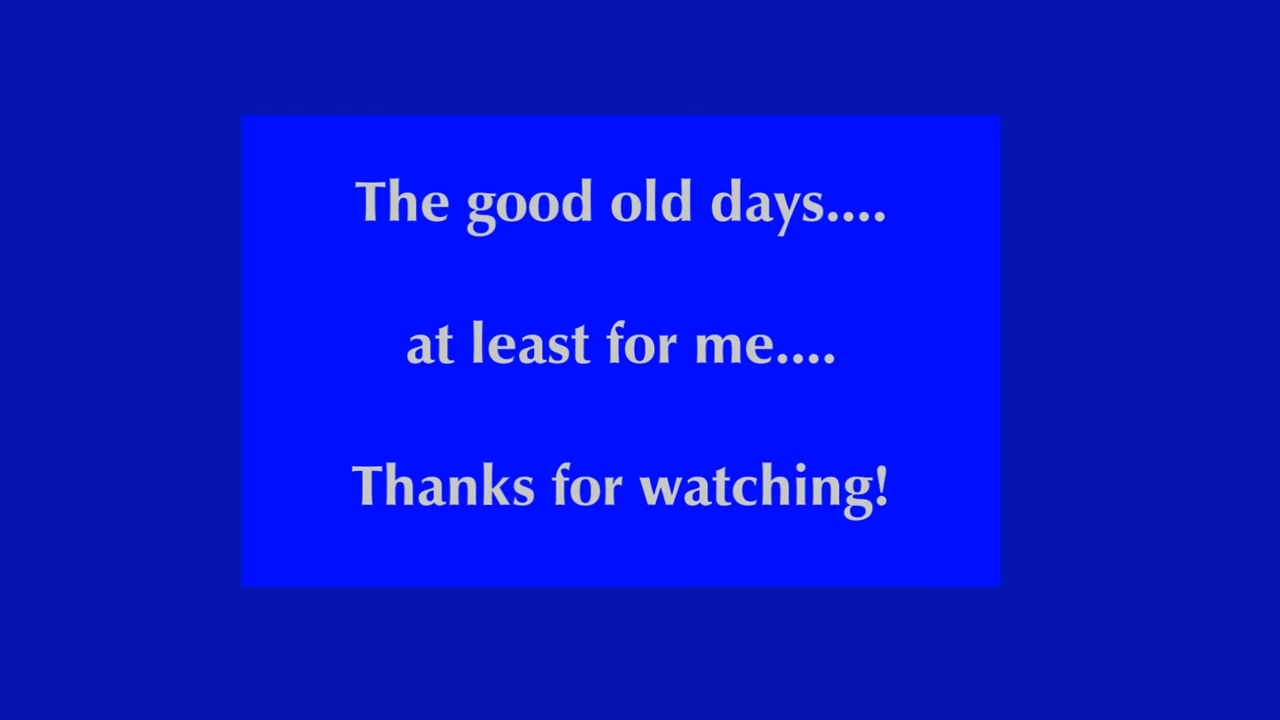 The good old days....
at least for me....
Thanks for watching!